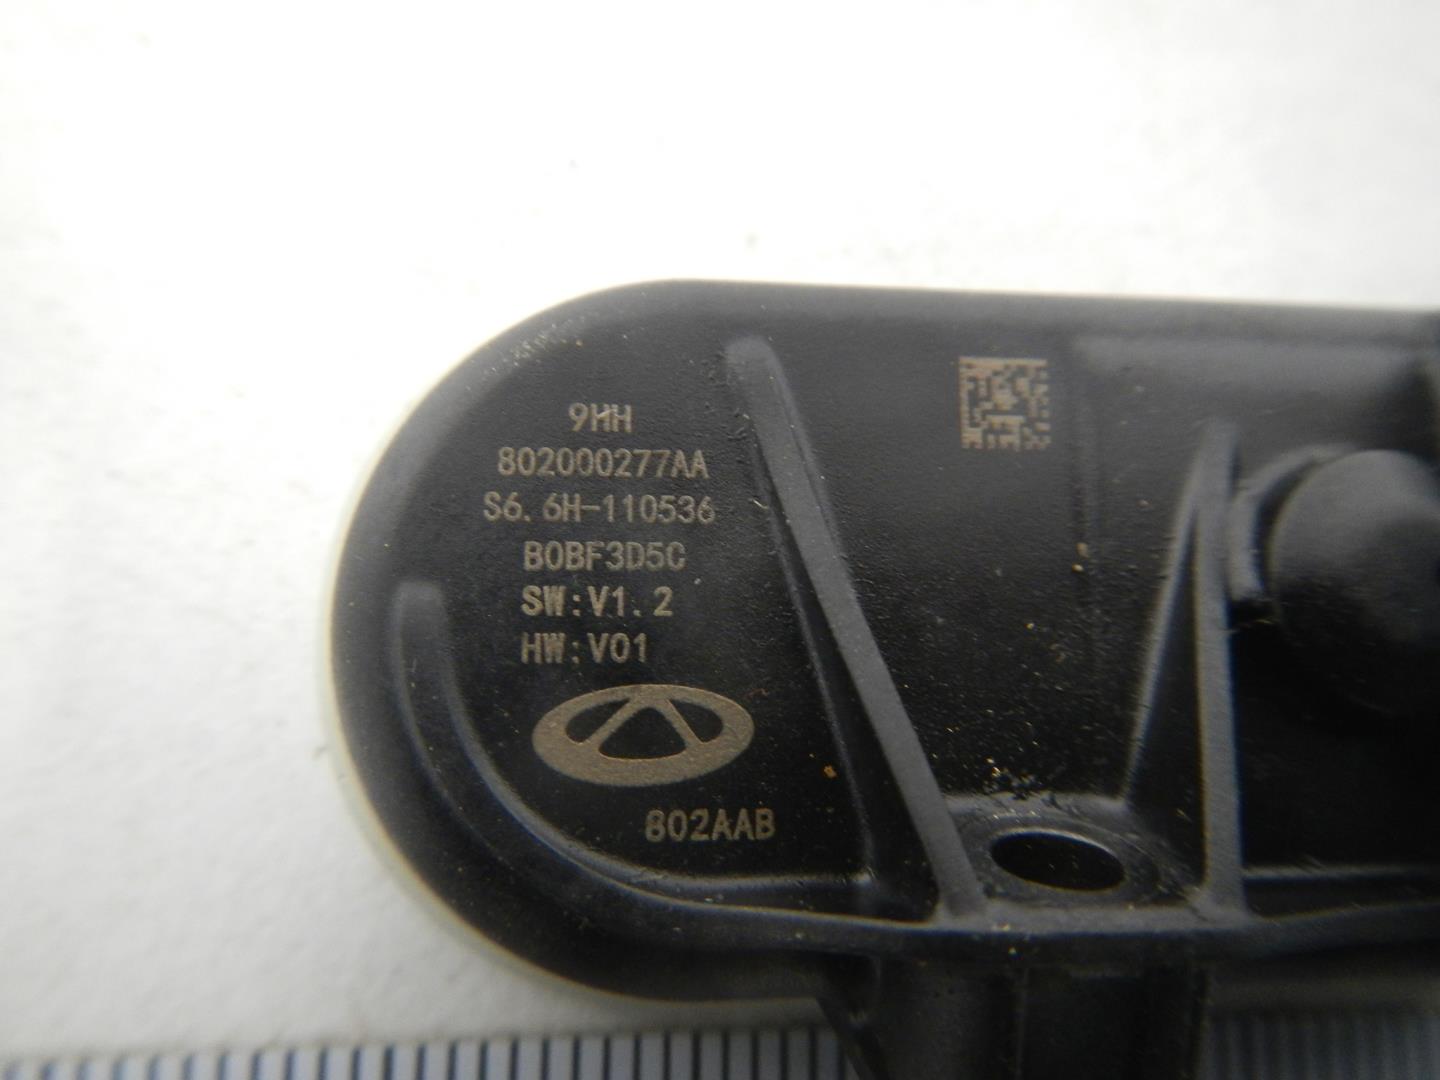 9HH
802000277AA
S6.6H-110536
B0BF3D5C
SW:V1.2
HW:V01
802AAB